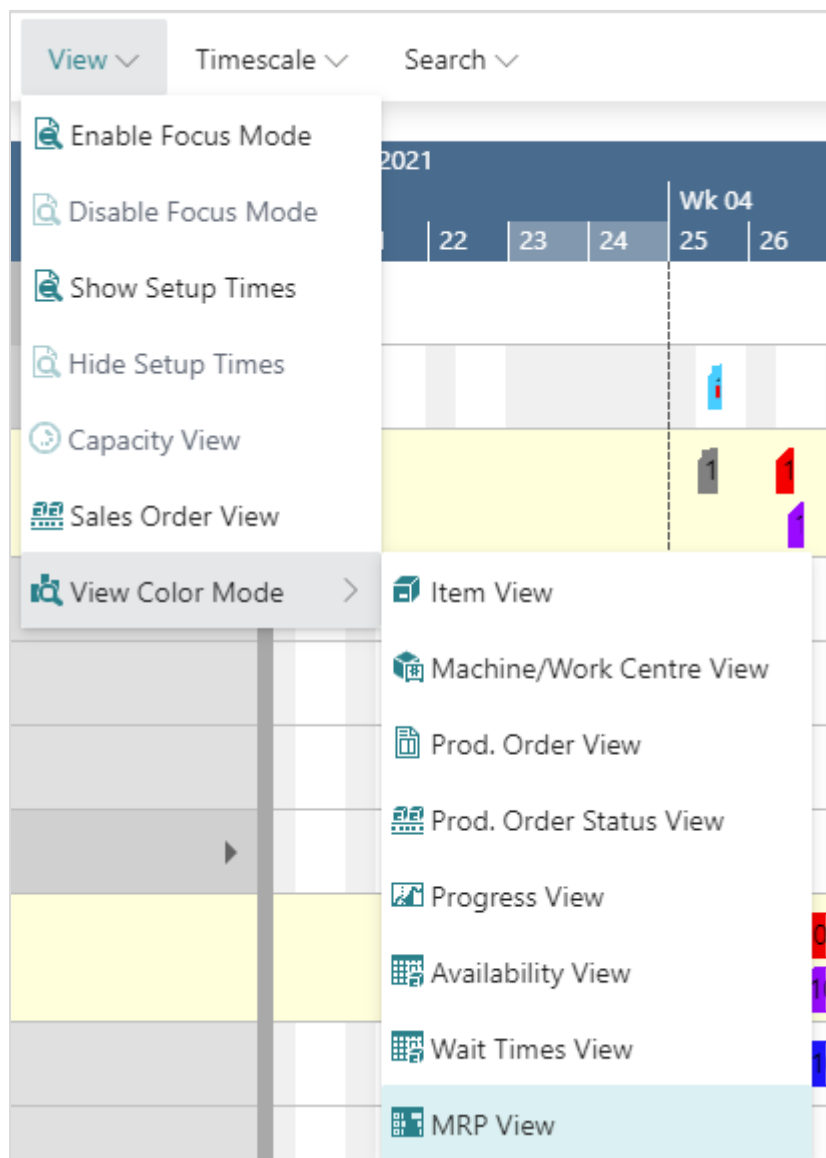 View
Timescale
Search
Enable Focus Mode
Disable Focus Mode
Show Setup Times
Hide Setup Times
Capacity View
Sales Order View
View Color Mode
2021
Wk 04
22 23 24 25 26
1 1
Item View
Machine/Work Centre View
Prod. Order View
Prod. Order Status View
Progress View
Availability View
Wait Times View
MRP View